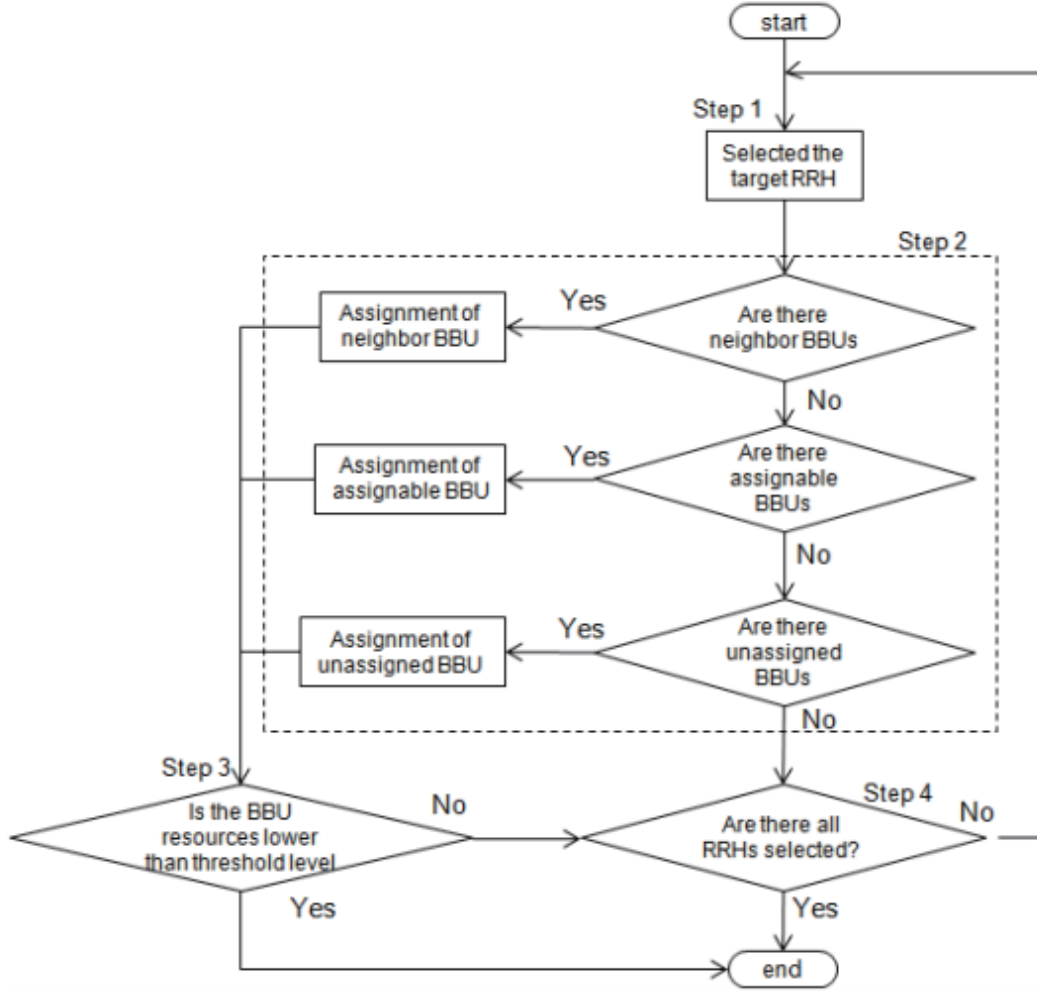 start
Step 1
Selected the
target RRH
Step 2
Assignment of
neighbor BBU
Yes
Are there
neighbor BBUs
No
Assignment of
assignable BBU
Yes
Are there
assignable
BBUs
No
Assignment of
unassigned BBU
Yes
Are there
unassigned
BBUs
No
Step 3
Is the BBU
resources lower
than threshold level
No
Yes
Step 4
Are there all
RRHs selected?
No
Yes
end